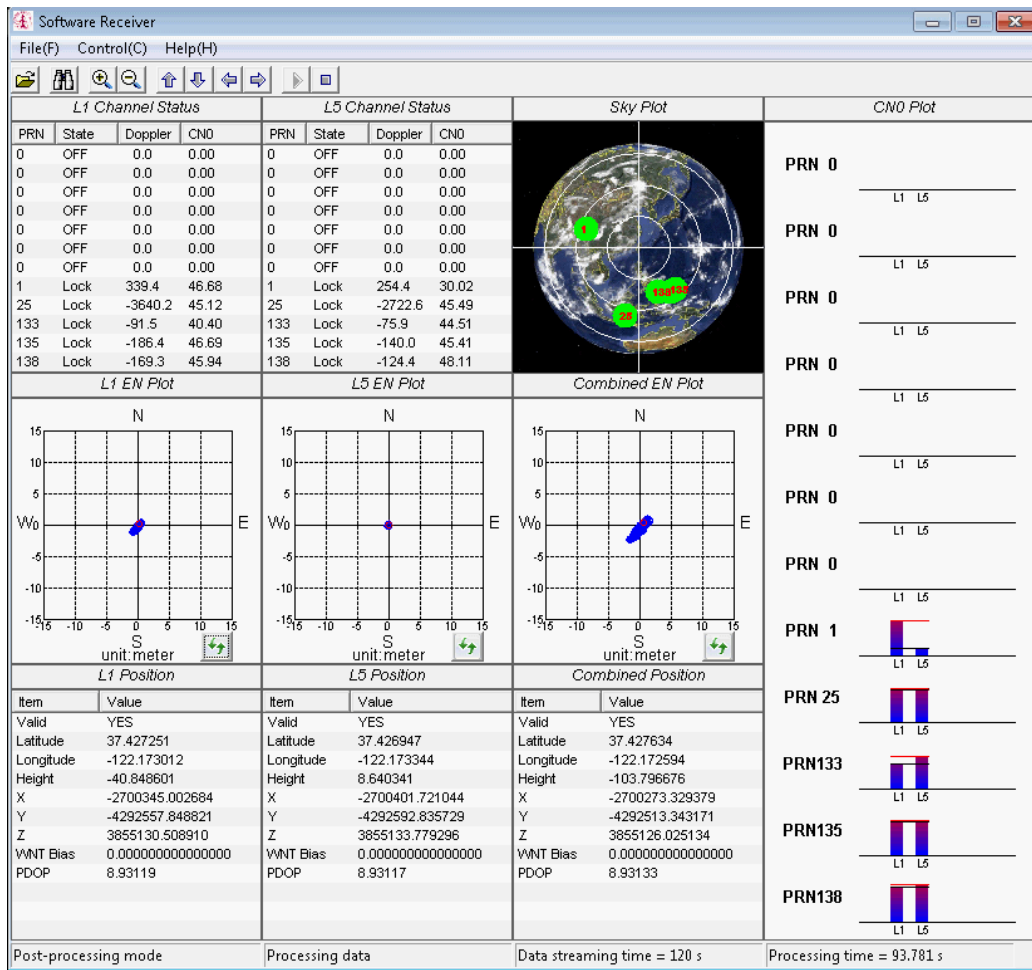 Software Receiver
File(F) Control(C) Help(H)
L1 Channel Status
PRN State Doppler CN0
0 OFF 0.0 0.00
0 OFF 0.0 0.00
0 OFF 0.0 0.00
0 OFF 0.0 0.00
0 OFF 0.0 0.00
0 OFF 0.0 0.00
0 OFF 0.0 0.00
1 Lock 339.4 46.68
25 Lock -3640.2 45.12
133 Lock -91.5 40.40
135 Lock -186.4 46.69
138 Lock -169.3 45.94
L5 Channel Status
PRN State Doppler CN0
0 OFF 0.0 0.00
0 OFF 0.0 0.00
0 OFF 0.0 0.00
0 OFF 0.0 0.00
0 OFF 0.0 0.00
0 OFF 0.0 0.00
0 OFF 0.0 0.00
1 Lock 254.4 30.02
25 Lock -2722.6 45.49
133 Lock -75.9 44.51
135 Lock -140.0 45.41
138 Lock -124.4 48.11
Sky Plot
1
138
25
CN0 Plot
PRN 0
L1 L5
PRN 0
L1 L5
PRN 0
L1 L5
PRN 0
L1 L5
PRN 0
L1 L5
PRN 0
L1 L5
PRN 0
L1 L5
PRN 1
L1 L5
PRN 25
L1 L5
PRN133
L1 L5
PRN135
L1 L5
PRN138
L1 L5
L1 EN Plot
N
15
10
5
W 0 E
-5
-10
-15
-15 -10 -5 0 5 10 15
S
unit:meter
L5 EN Plot
N
15
10
5
W 0 E
-5
-10
-15
-15 -10 -5 0 5 10 15
S
unit:meter
Combined EN Plot
N
15
10
5
W 0 E
-5
-10
-15
-15 -10 -5 0 5 10 15
S
unit:meter
L1 Position
Item Value
Valid YES
Latitude 37.427251
Longitude -122.173012
Height -40.848601
X -2700345.002684
Y -4292557.848821
Z 3855130.508910
WNT Bias 0.000000000000000
PDOP 8.93119
L5 Position
Item Value
Valid YES
Latitude 37.426947
Longitude -122.173344
Height 8.640341
X -2700401.721044
Y -4292592.835729
Z 3855133.779296
WNT Bias 0.000000000000000
PDOP 8.93117
Combined Position
Item Value
Valid YES
Latitude 37.427634
Longitude -122.172594
Height -103.796676
X -2700273.329379
Y -4292513.343171
Z 3855126.025134
WNT Bias 0.000000000000000
PDOP 8.93133
Post-processing mode
Processing data
Data streaming time = 120 s
Processing time = 93.781 s